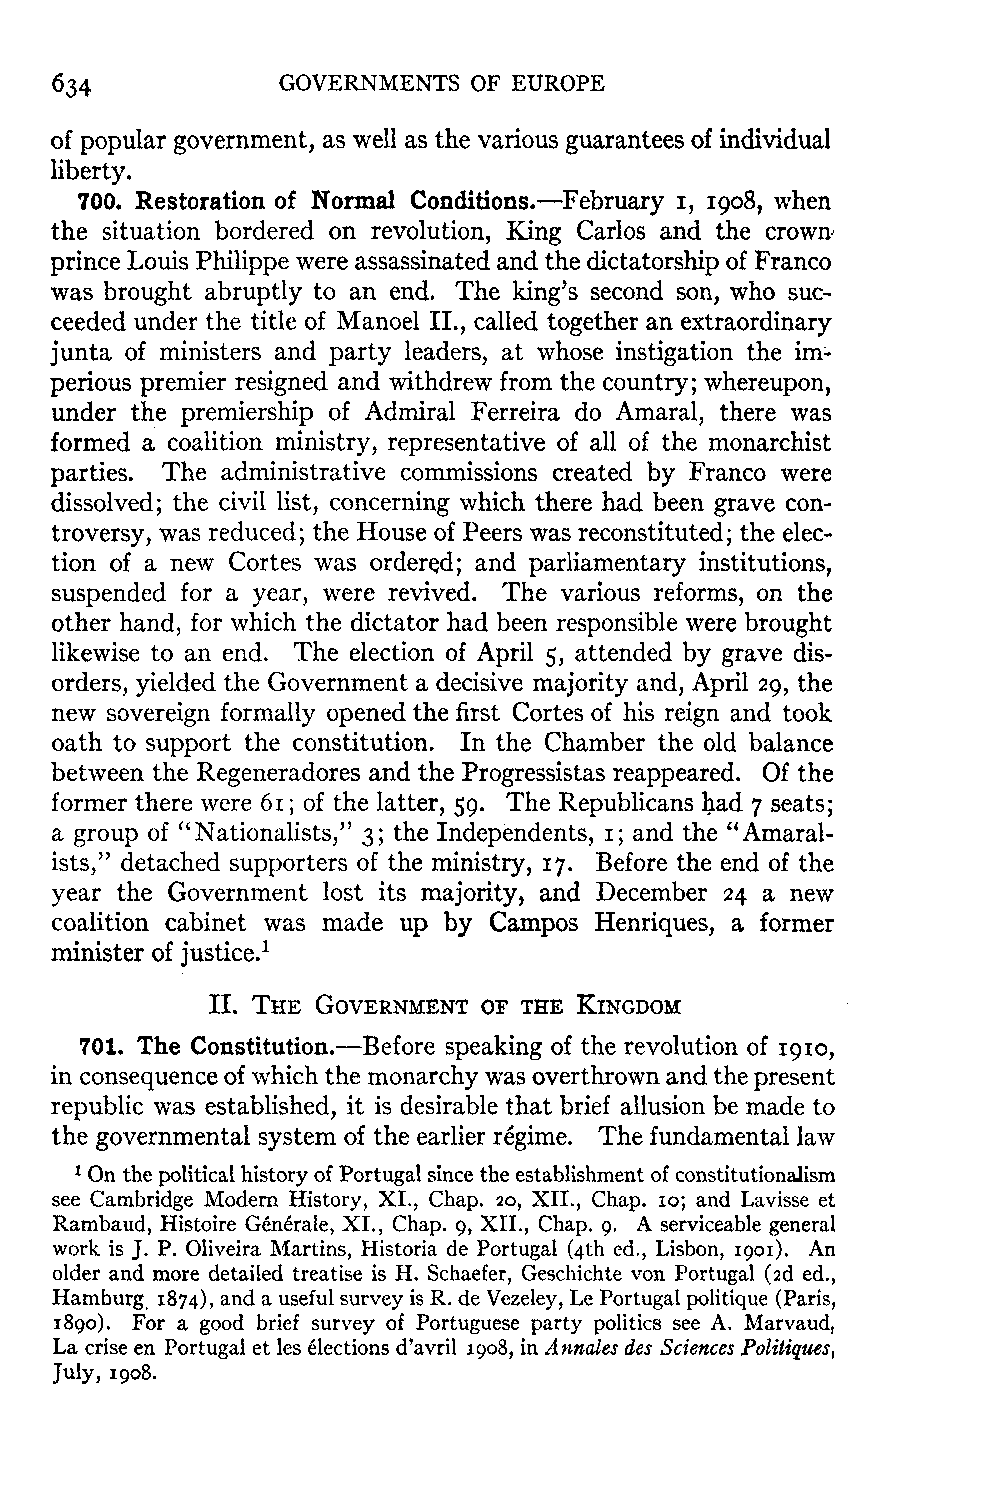 634 GOVERNMENTS OF EUROPE
of popular government, as well as the various guarantees of individual
liberty.
700. Restoration of Normal Conditions.—February 1, 1908, when
the situation bordered on revolution, King Carlos and the crown
prince Louis Philippe were assassinated and the dictatorship of Franco
was brought abruptly to an end. The king's second son, who suc-
ceeded under the title of Manoel II., called together an extraordinary
junta of ministers and party leaders, at whose instigation the im-
perious premier resigned and withdrew from the country; whereupon,
under the premiership of Admiral Ferreira do Amaral, there was
formed a coalition ministry, representative of all of the monarchist
parties. The administrative commissions created by Franco were
dissolved; the civil list, concerning which there had been grave con-
troversy, was reduced; the House of Peers was reconstituted; the elec-
tion of a new Cortes was ordered; and parliamentary institutions,
suspended for a year, were revived. The various reforms, on the
other hand, for which the dictator had been responsible were brought
likewise to an end. The election of April 5, attended by grave dis-
orders, yielded the Government a decisive majority and, April 29, the
new sovereign formally opened the first Cortes of his reign and took
oath to support the constitution. In the Chamber the old balance
between the Regeneradores and the Progressistas reappeared. Of the
former there were 61; of the latter, 59. The Republicans had 7 seats;
a group of "Nationalists," 3; the Independents, 1; and the "Amaral-
ists," detached supporters of the ministry, 17. Before the end of the
year the Government lost its majority, and December 24 a new
coalition cabinet was made up by Campos Henriques, a former
minister of justice.¹
II. THE GOVERNMENT OF THE KINGDOM
701. The Constitution.—Before speaking of the revolution of 1910,
in consequence of which the monarchy was overthrown and the present
republic was established, it is desirable that brief allusion be made to
the governmental system of the earlier régime. The fundamental law
¹ On the political history of Portugal since the establishment of constitutionalism
see Cambridge Modern History, XI., Chap. 20, XII., Chap. 10; and Lavisse et
Rambaud, Histoire Générale, XI., Chap. 9, XII., Chap. 9. A serviceable general
work is J. P. Oliveira Martins, Historia de Portugal (4th ed., Lisbon, 1901). An
older and more detailed treatise is H. Schaefer, Geschichte von Portugal (2d ed.,
Hamburg, 1874), and a useful survey is R. de Vezeley, Le Portugal politique (Paris,
1890). For a good brief survey of Portuguese party politics see A. Marvaud,
La crise en Portugal et les élections d'avril 1908, in Annales des Sciences Politiques,
July, 1908.